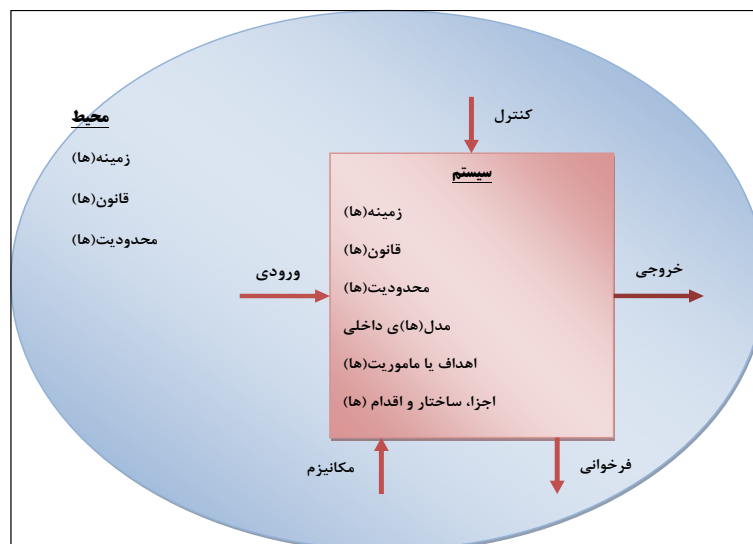 محیط
زمینه(ها)
قانون(ها)
محدودیت(ها)
کنترل
سیستم
زمینه(ها)
قانون(ها)
محدودیت(ها)
مدل(ها)ی داخلی
اهداف یا ماموریت(ها)
اجزا، ساختار و اقدام (ها)
ورودی
خروجی
مکانیزم
فرخوانی